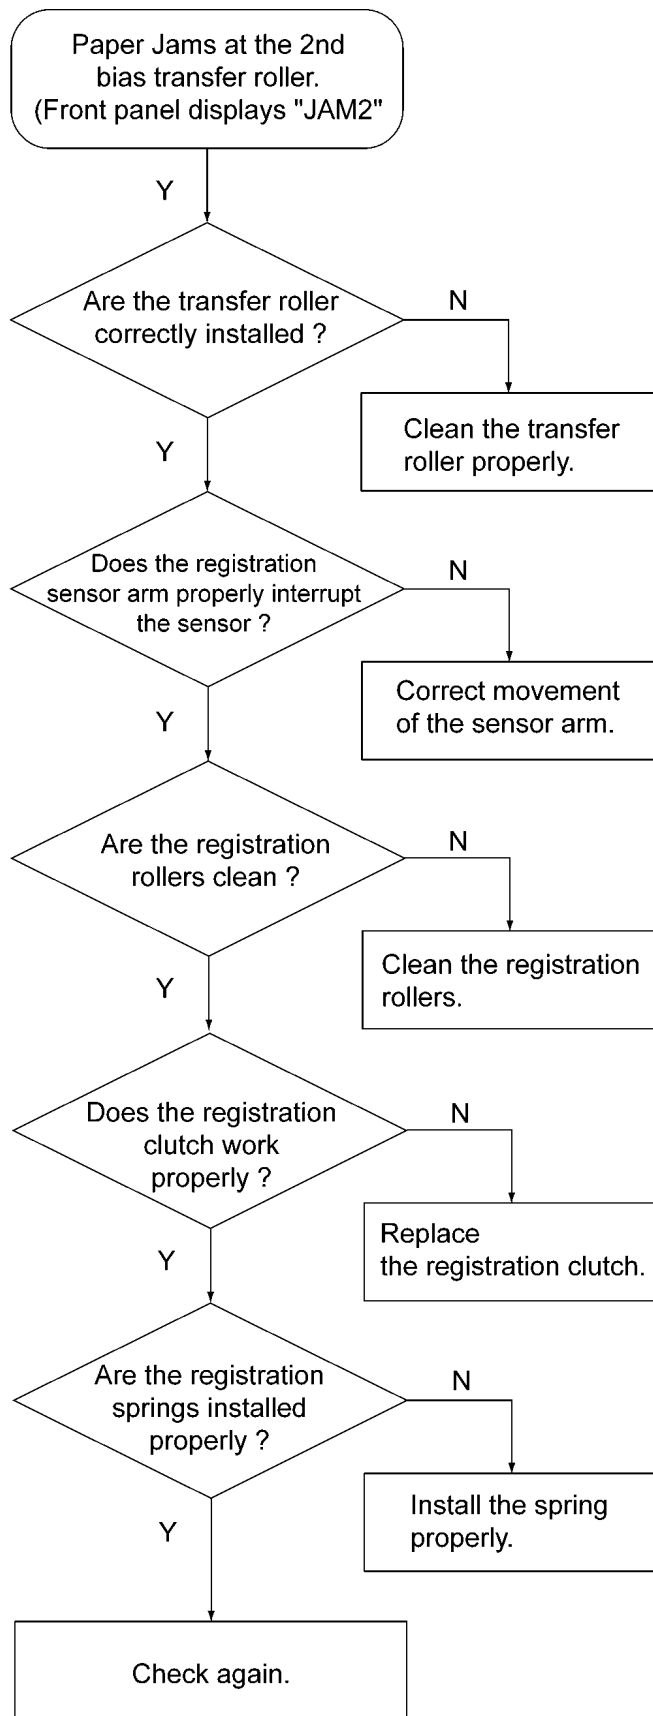 Paper Jams at the 2nd
bias transfer roller.
(Front panel displays "JAM2"
Y
Are the transfer roller
correctly installed ?
N
Clean the transfer
roller properly.
Y
Does the registration
sensor arm properly interrupt
the sensor ?
N
Correct movement
of the sensor arm.
Y
Are the registration
rollers clean ?
N
Clean the registration
rollers.
Y
Does the registration
clutch work
properly ?
N
Replace
the registration clutch.
Y
Are the registration
springs installed
properly ?
N
Install the spring
properly.
Y
Check again.